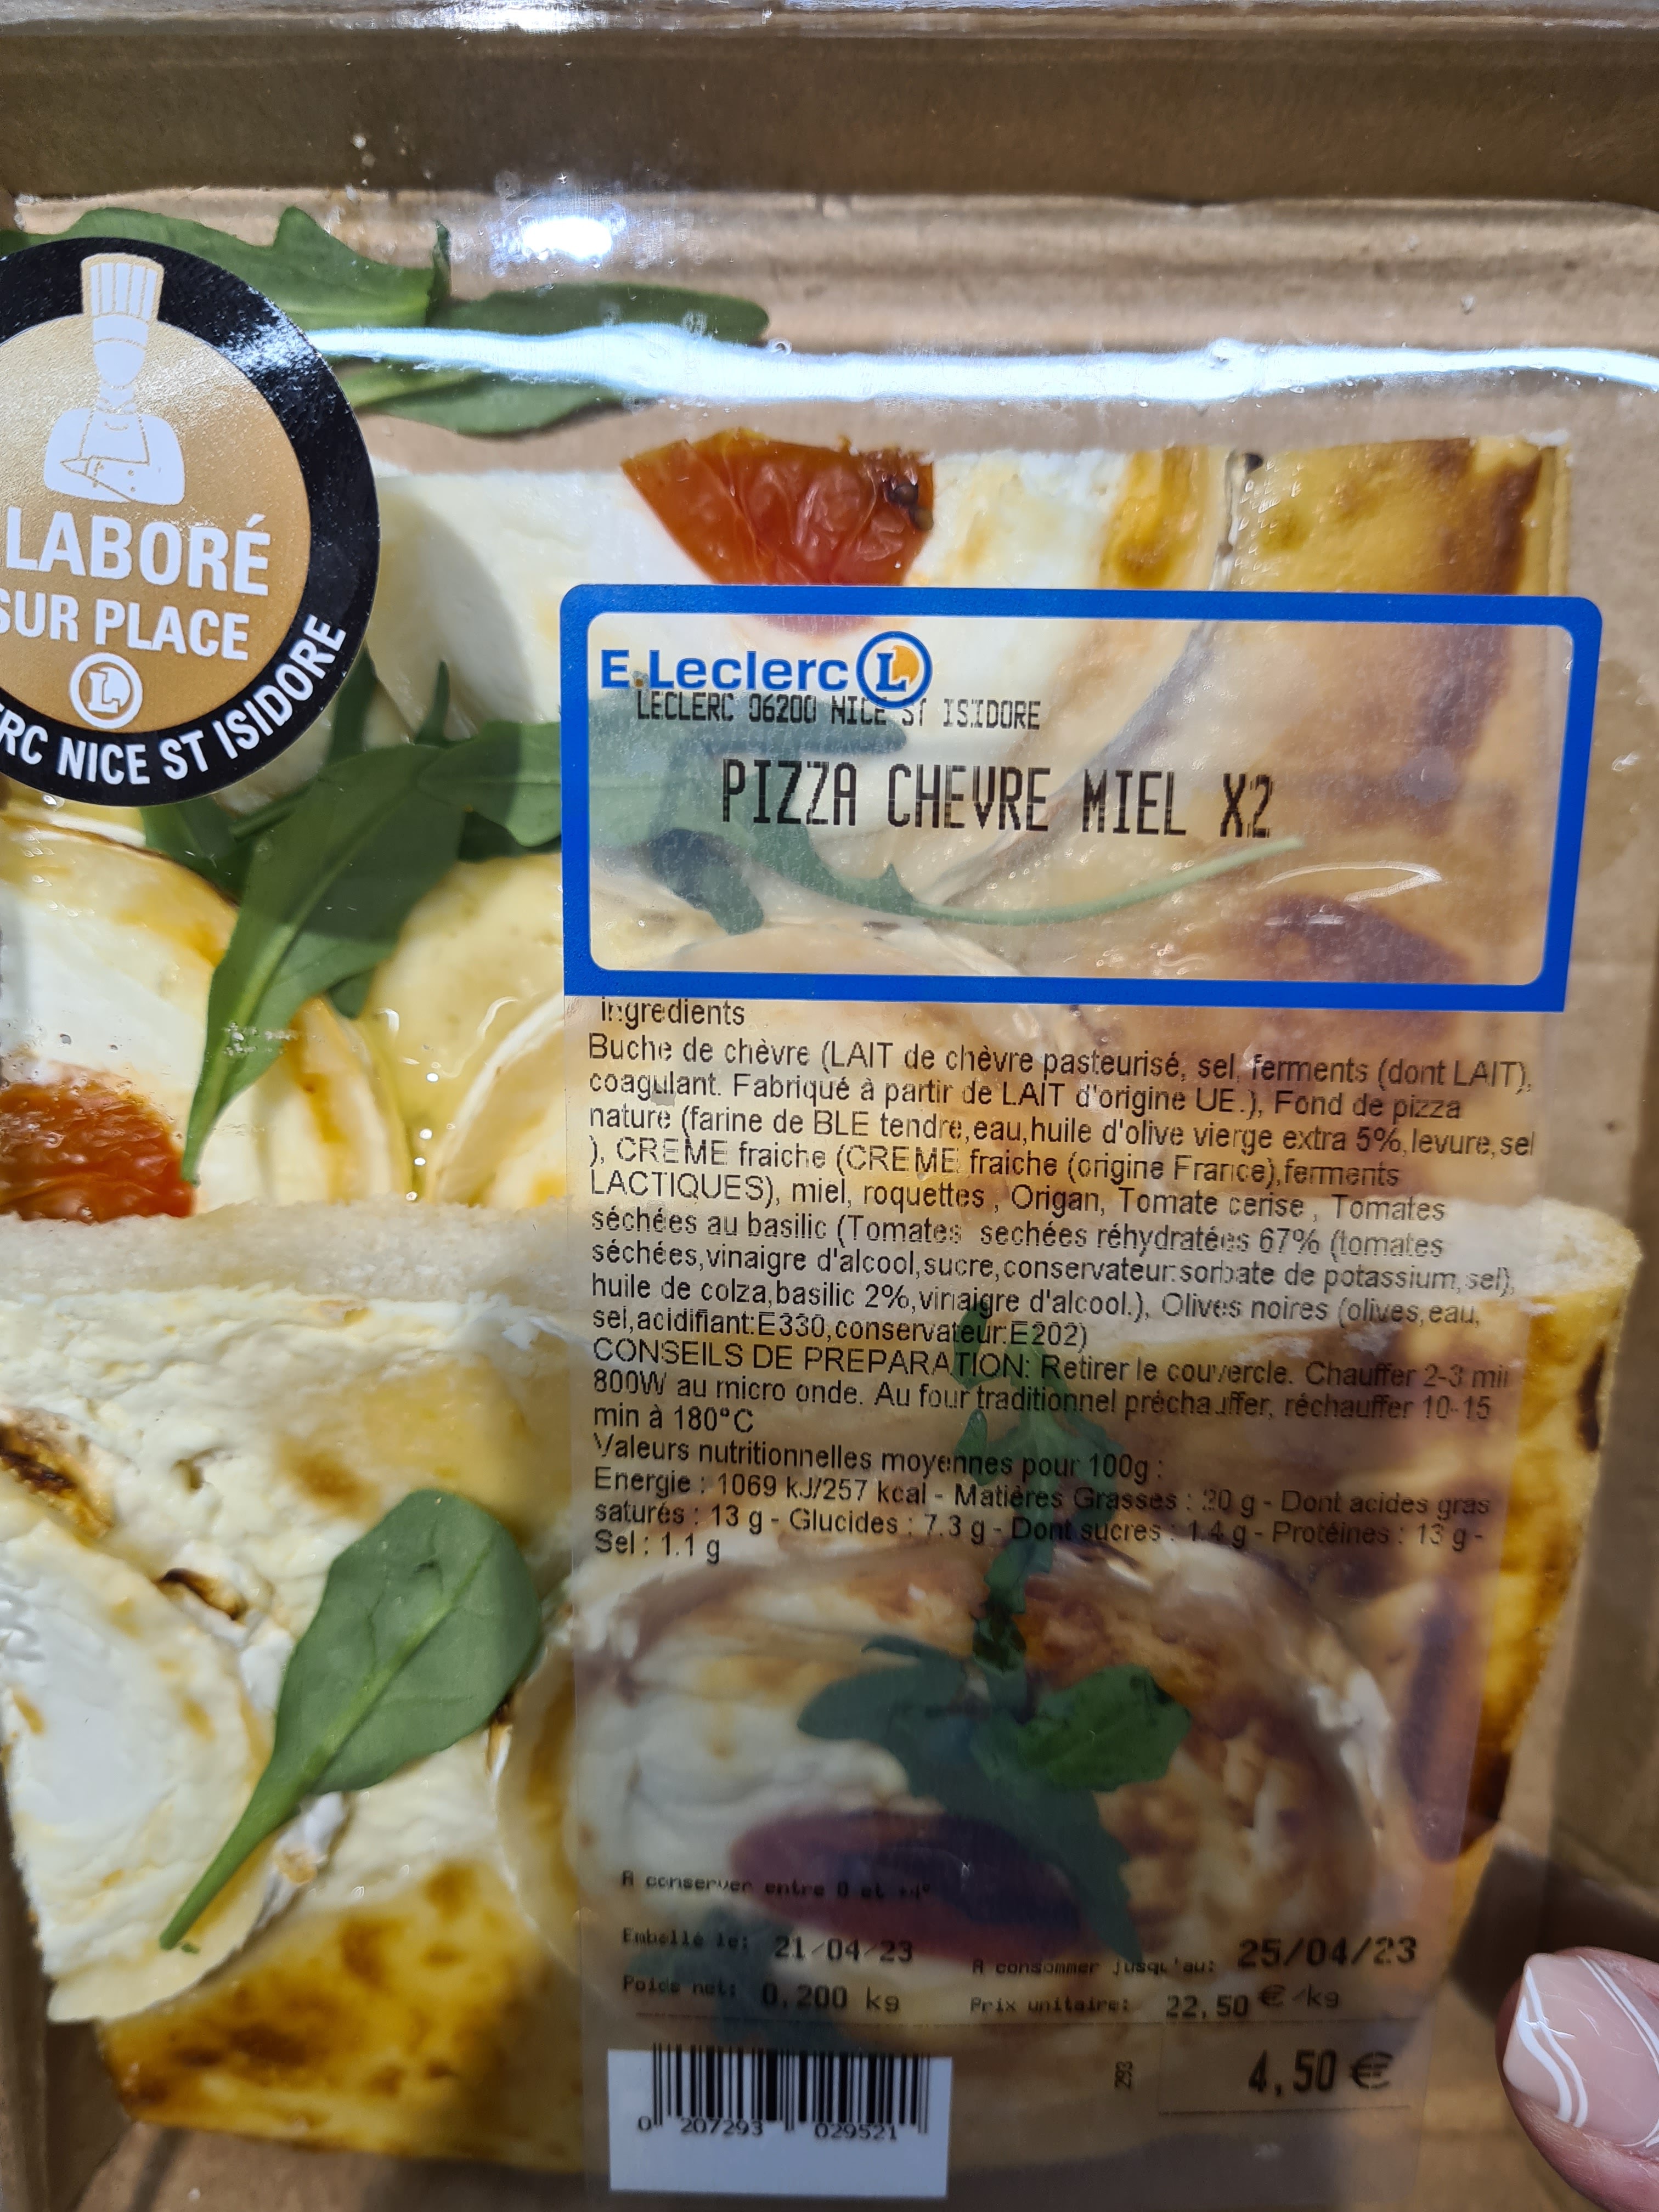 LABORÉ
SUR PLACE
L
RC NICE ST ISIDORE
E.Leclerc L
LECLERC 06200 NICE ST ISIDORE
PIZZA CHEVRE MIEL X2
ingredients
Buche de chèvre (LAIT de chèvre pasteurisé, sel, ferments (dont LAIT),
coagulant. Fabriqué à partir de LAIT d'origine UE.), Fond de pizza
nature (farine de BLE tendre,eau,huile d'olive vierge extra 5%,levure,sel
), CREME fraiche (CREME fraiche (origine France),ferments
LACTIQUES), miel, roquettes , Origan, Tomate cerise , Tomates
séchées au basilic (Tomates sechées réhydratées 67% (tomates
séchées,vinaigre d'alcool,sucre,conservateur:sorbate de potassium,sel),
huile de colza,basilic 2%,vinaigre d'alcool.), Olives noires (olives,eau,
sel,acidifiant:E330,conservateur:E202)
CONSEILS DE PREPARATION: Retirer le couvercle. Chauffer 2-3 min
800W au micro onde. Au four traditionnel préchauffer, réchauffer 10-15
min à 180°C
Valeurs nutritionnelles moyennes pour 100g :
Energie : 1069 kJ/257 kcal - Matières Grasses : 20 g - Dont acides gras
saturés : 13 g - Glucides : 7.3 g - Dont sucres : 1.4 g - Protéines : 13 g -
Sel : 1.1 g
A conserver entre 0 et +4°
Emballé le: 21/04/23
A consommer jusqu'au: 25/04/23
Poids net: 0,200 kg
Prix unitaire: 22,50 €/kg
293
4,50 €
0 207293 029521